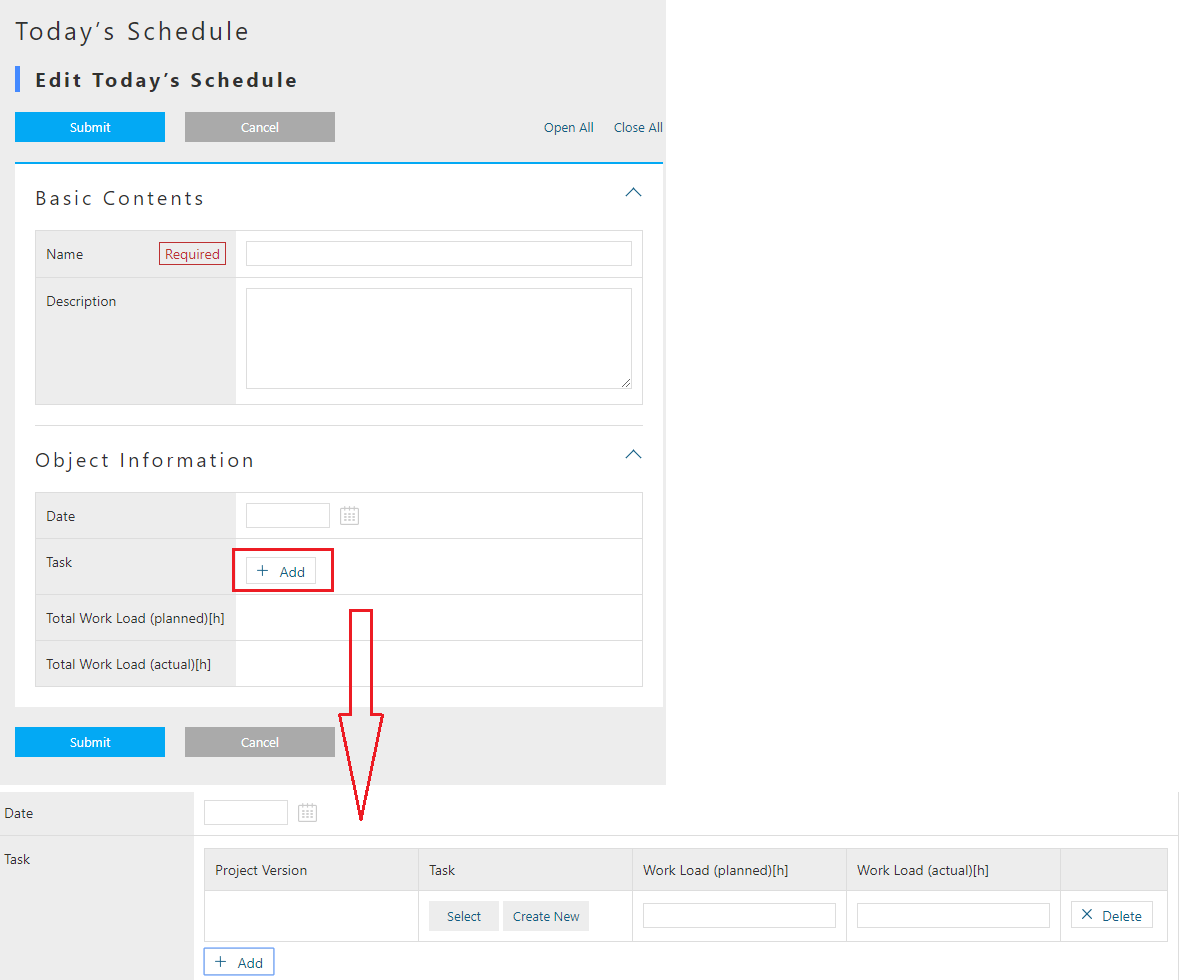 Today's Schedule
Edit Today's Schedule
Submit Cancel Open All Close All
Basic Contents
Name Required
Description
Object Information
Date
Task + Add
Total Work Load (planned)[h]
Total Work Load (actual)[h]
Submit Cancel
Date
Task
Project Version Task Work Load (planned)[h] Work Load (actual)[h]
Select Create New × Delete
+ Add